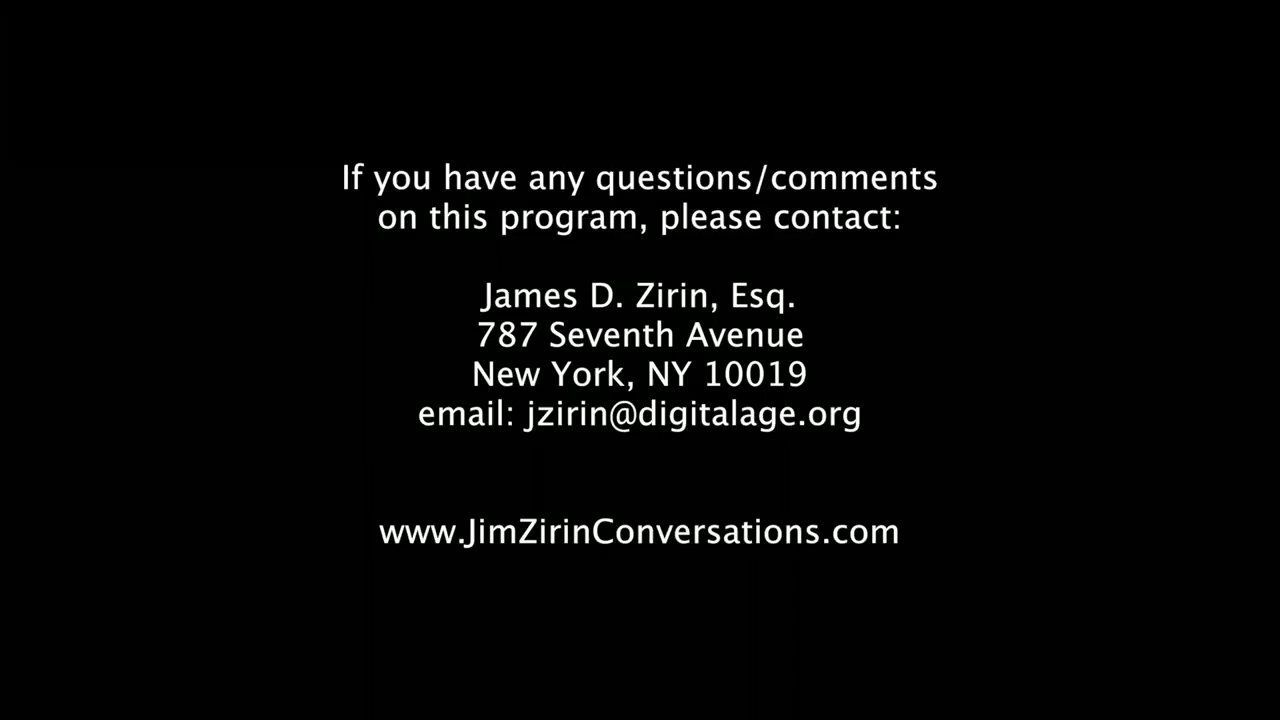 If you have any questions/comments
on this program, please contact:
James D. Zirin, Esq.
787 Seventh Avenue
New York, NY 10019
email: jzirin@digitalage.org
www.JimZirinConversations.com